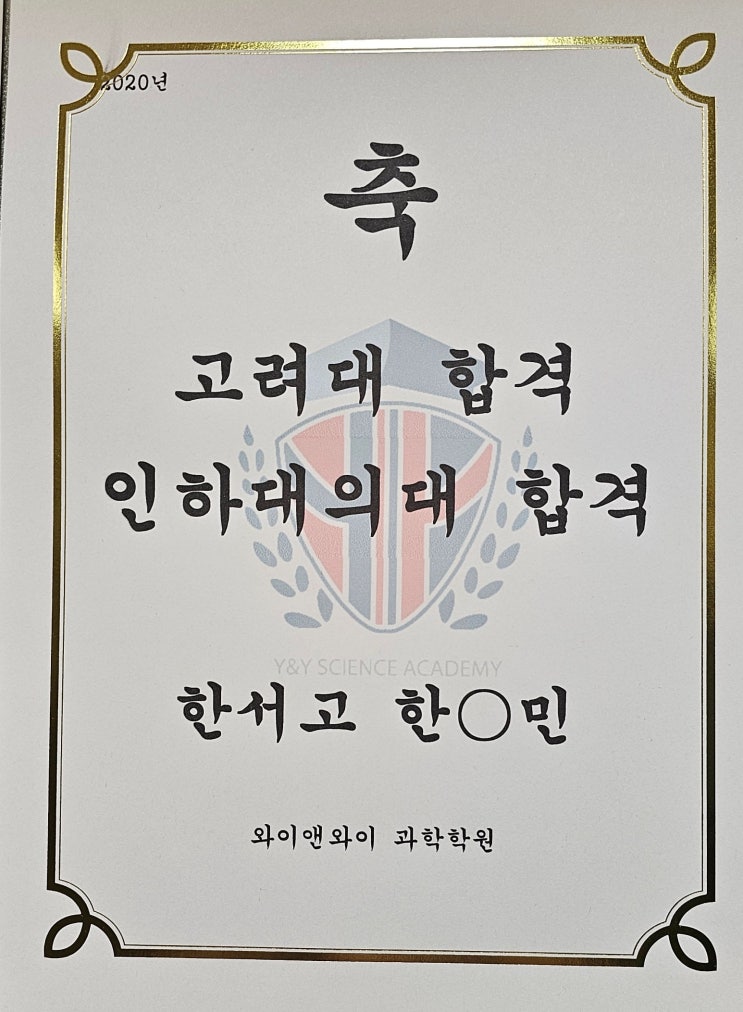 2020년
축
고려대 합격
인하대의대 합격
Y&Y SCIENCE ACADEMY
한서고 한○민
와이앤와이 과학학원